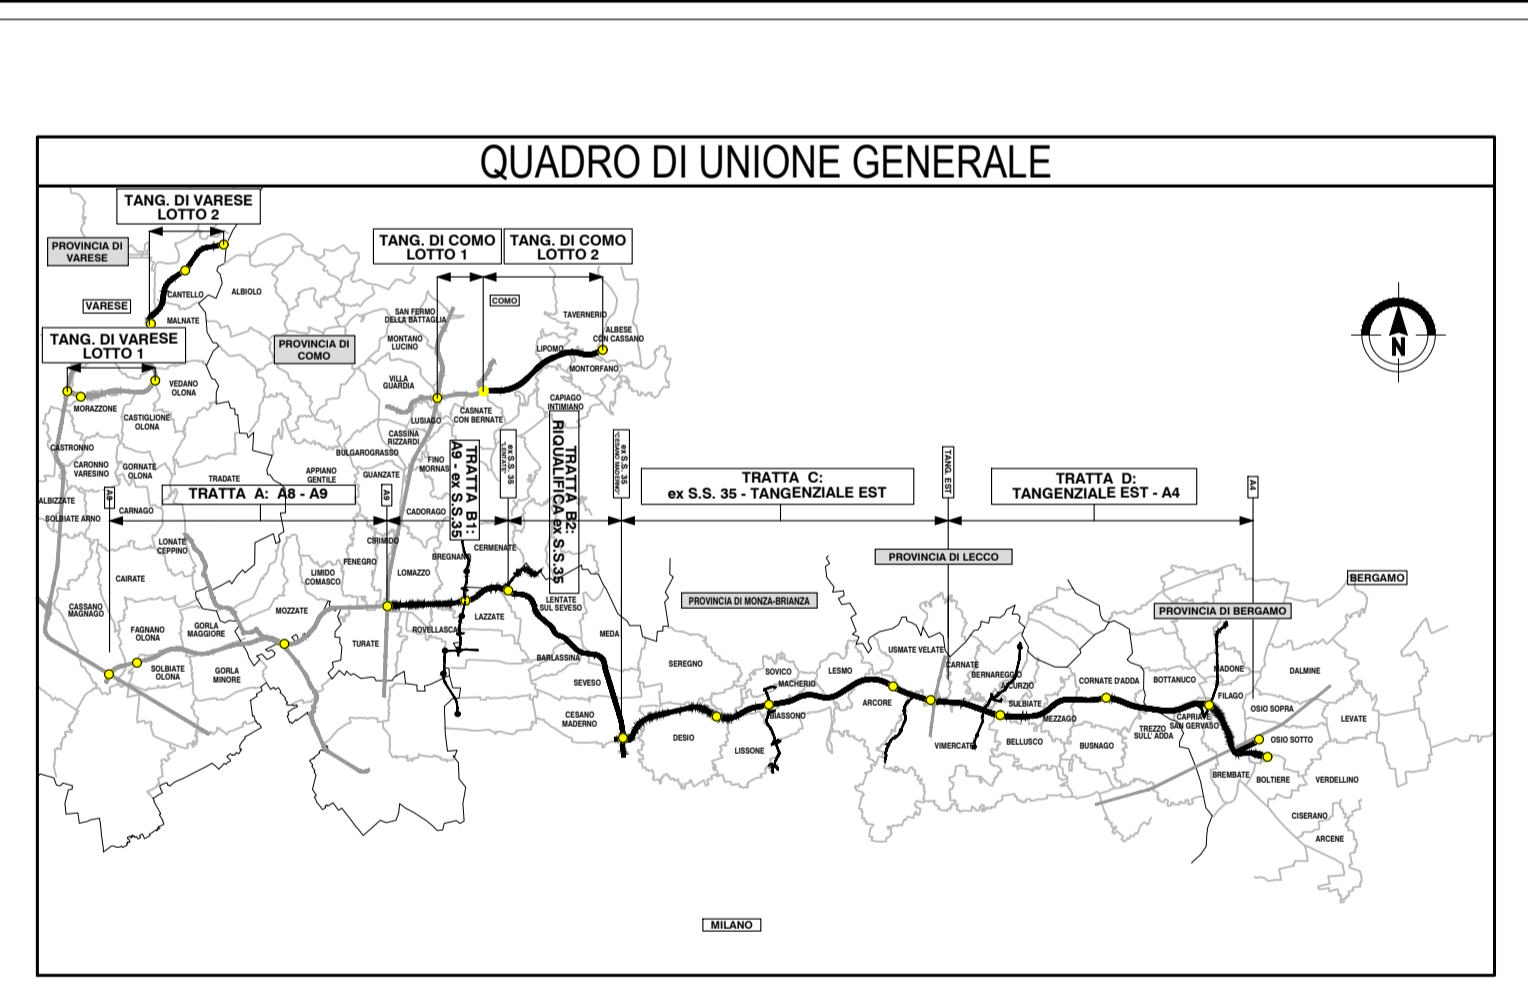 QUADRO DI UNIONE GENERALE
TANG. DI VARESE
LOTTO 2
PROVINCIA DI
VARESE
TANG. DI COMO
LOTTO 1
TANG. DI COMO
LOTTO 2
CANTELLO
ALBIOLO
VARESE
MALNATE
COMO
SAN FERMO
DELLA BATTAGLIA
TAVERNERIO
ALBESE
CON CASSANO
TANG. DI VARESE
LOTTO 1
PROVINCIA DI
COMO
MONTANO
LUCINO
LIPOMO
MONTORFANO
N
VEDANO
OLONA
VILLA
GUARDIA
MORAZZONE
CASTIGLIONE
OLONA
LUSIAGO
CASNATE
CON BERNATE
CAPIAGO
INTIMIANO
CASTRONNO
CASSINA
RIZZARDI
BULGAROGRASSO
CARONNO
VARESINO
GORNATE
OLONA
TRADATE
APPIANO
GENTILE
GUANZATE
FINO
MORNAS
TRATTA B1:
A9 - ex S.S.35
ex S.S. 35
"LENTATE"
TRATTA B2:
RIQUALIFICA ex S.S.35
ex S.S. 35
"CESANO MADERNO"
TRATTA C:
ex S.S. 35 - TANGENZIALE EST
TANG. EST
TRATTA D:
TANGENZIALE EST - A4
A4
ALBIZZATE
A8
TRATTA A: A8 - A9
A9
SOLBIATE ARNO
CARNAGO
CADORAGO
LONATE
CEPPINO
CIRIMIDO
BREGNANO
CERMENATE
PROVINCIA DI LECCO
FENEGRO
LIMIDO
COMASCO
LOMAZZO
BERGAMO
CAIRATE
CASSANO
MAGNAGO
MOZZATE
LAZZATE
LENTATE
SUL SEVESO
PROVINCIA DI MONZA-BRIANZA
PROVINCIA DI BERGAMO
FAGNANO
OLONA
GORLA
MAGGIORE
ROVELLASCA
MEDA
TURATE
SOLBIATE
OLONA
GORLA
MINORE
BARLASSINA
SEREGNO
SOVICO
LESMO
USMATE VELATE
CARNATE
BERNAREGGIO
MADONE
DALMINE
SEVESO
MACHERIO
AICURZIO
CORNATE D'ADDA
BOTTANUCO
FILAGO
ARCORE
SULBIATE
OSIO SOPRA
CESANO
MADERNO
BIASSONO
MEZZAGO
CAPRIATE
SAN GERVASO
LEVATE
DESIO
LISSONE
VIMERCATE
BELLUSCO
BUSNAGO
TREZZO
SULL' ADDA
OSIO SOTTO
BREMBATE
BOLTIERE
VERDELLINO
CISERANO
ARCENE
MILANO